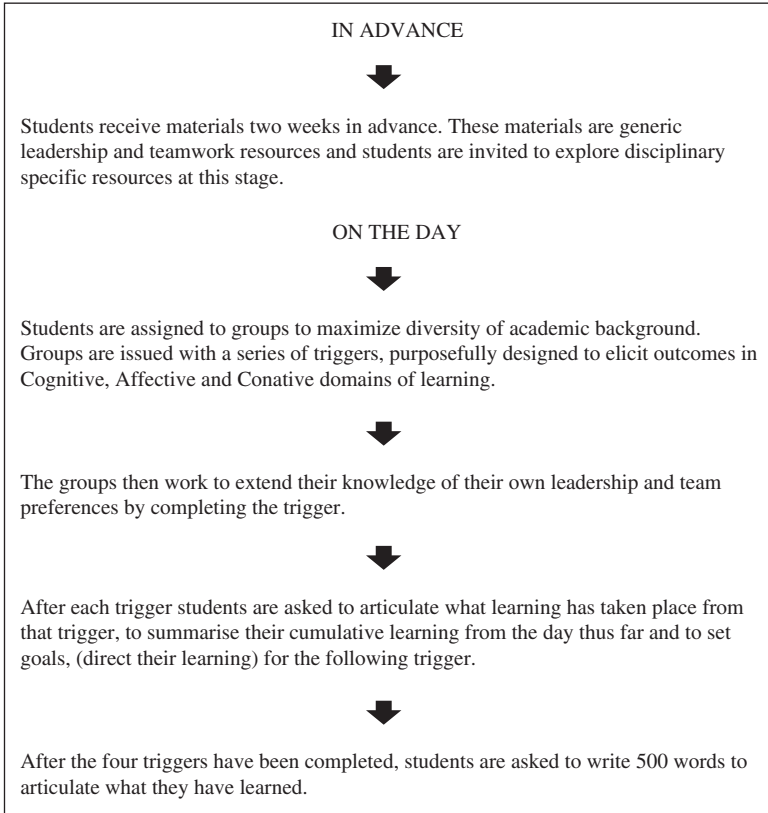 IN ADVANCE
Students receive materials two weeks in advance. These materials are generic
leadership and teamwork resources and students are invited to explore disciplinary
specific resources at this stage.
ON THE DAY
Students are assigned to groups to maximize diversity of academic background.
Groups are issued with a series of triggers, purposefully designed to elicit outcomes in
Cognitive, Affective and Conative domains of learning.
The groups then work to extend their knowledge of their own leadership and team
preferences by completing the trigger.
After each trigger students are asked to articulate what learning has taken place from
that trigger, to summarise their cumulative learning from the day thus far and to set
goals, (direct their learning) for the following trigger.
After the four triggers have been completed, students are asked to write 500 words to
articulate what they have learned.